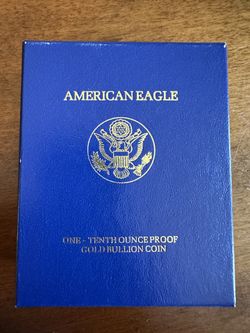 AMERICAN EAGLE
ONE - TENTH OUNCE PROOF
GOLD BULLION COIN